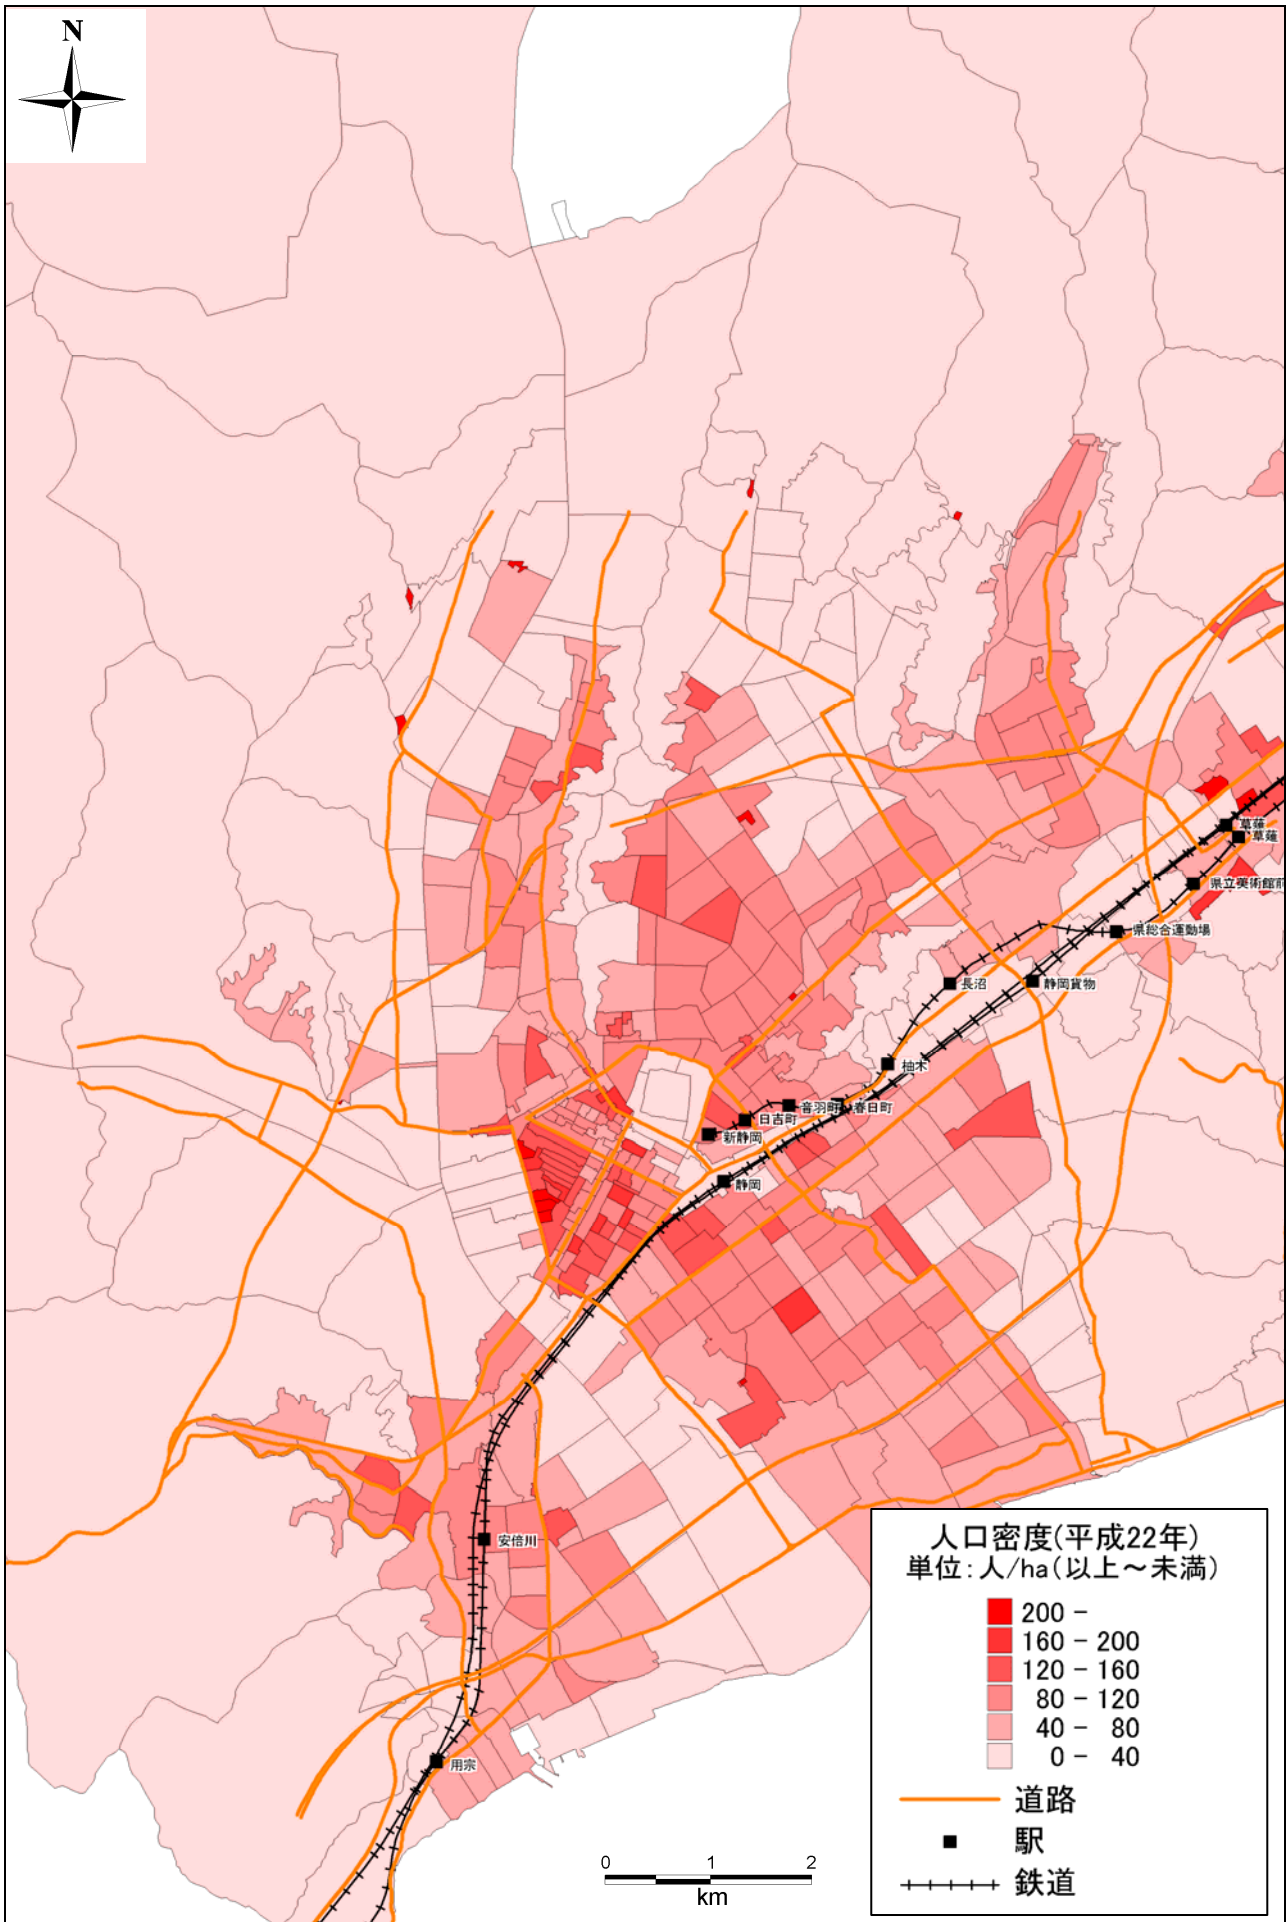 N
草薙
草薙
県立美術館前
県総合運動場
長沼
静岡貨物
柚木
音羽町
春日町
日吉町
新静岡
静岡
安倍川
用宗
人口密度(平成22年)
単位:人/ha(以上～未満)
200 -
160 - 200
120 - 160
80 - 120
40 - 80
0 - 40
道路
駅
鉄道
0 1 2
km